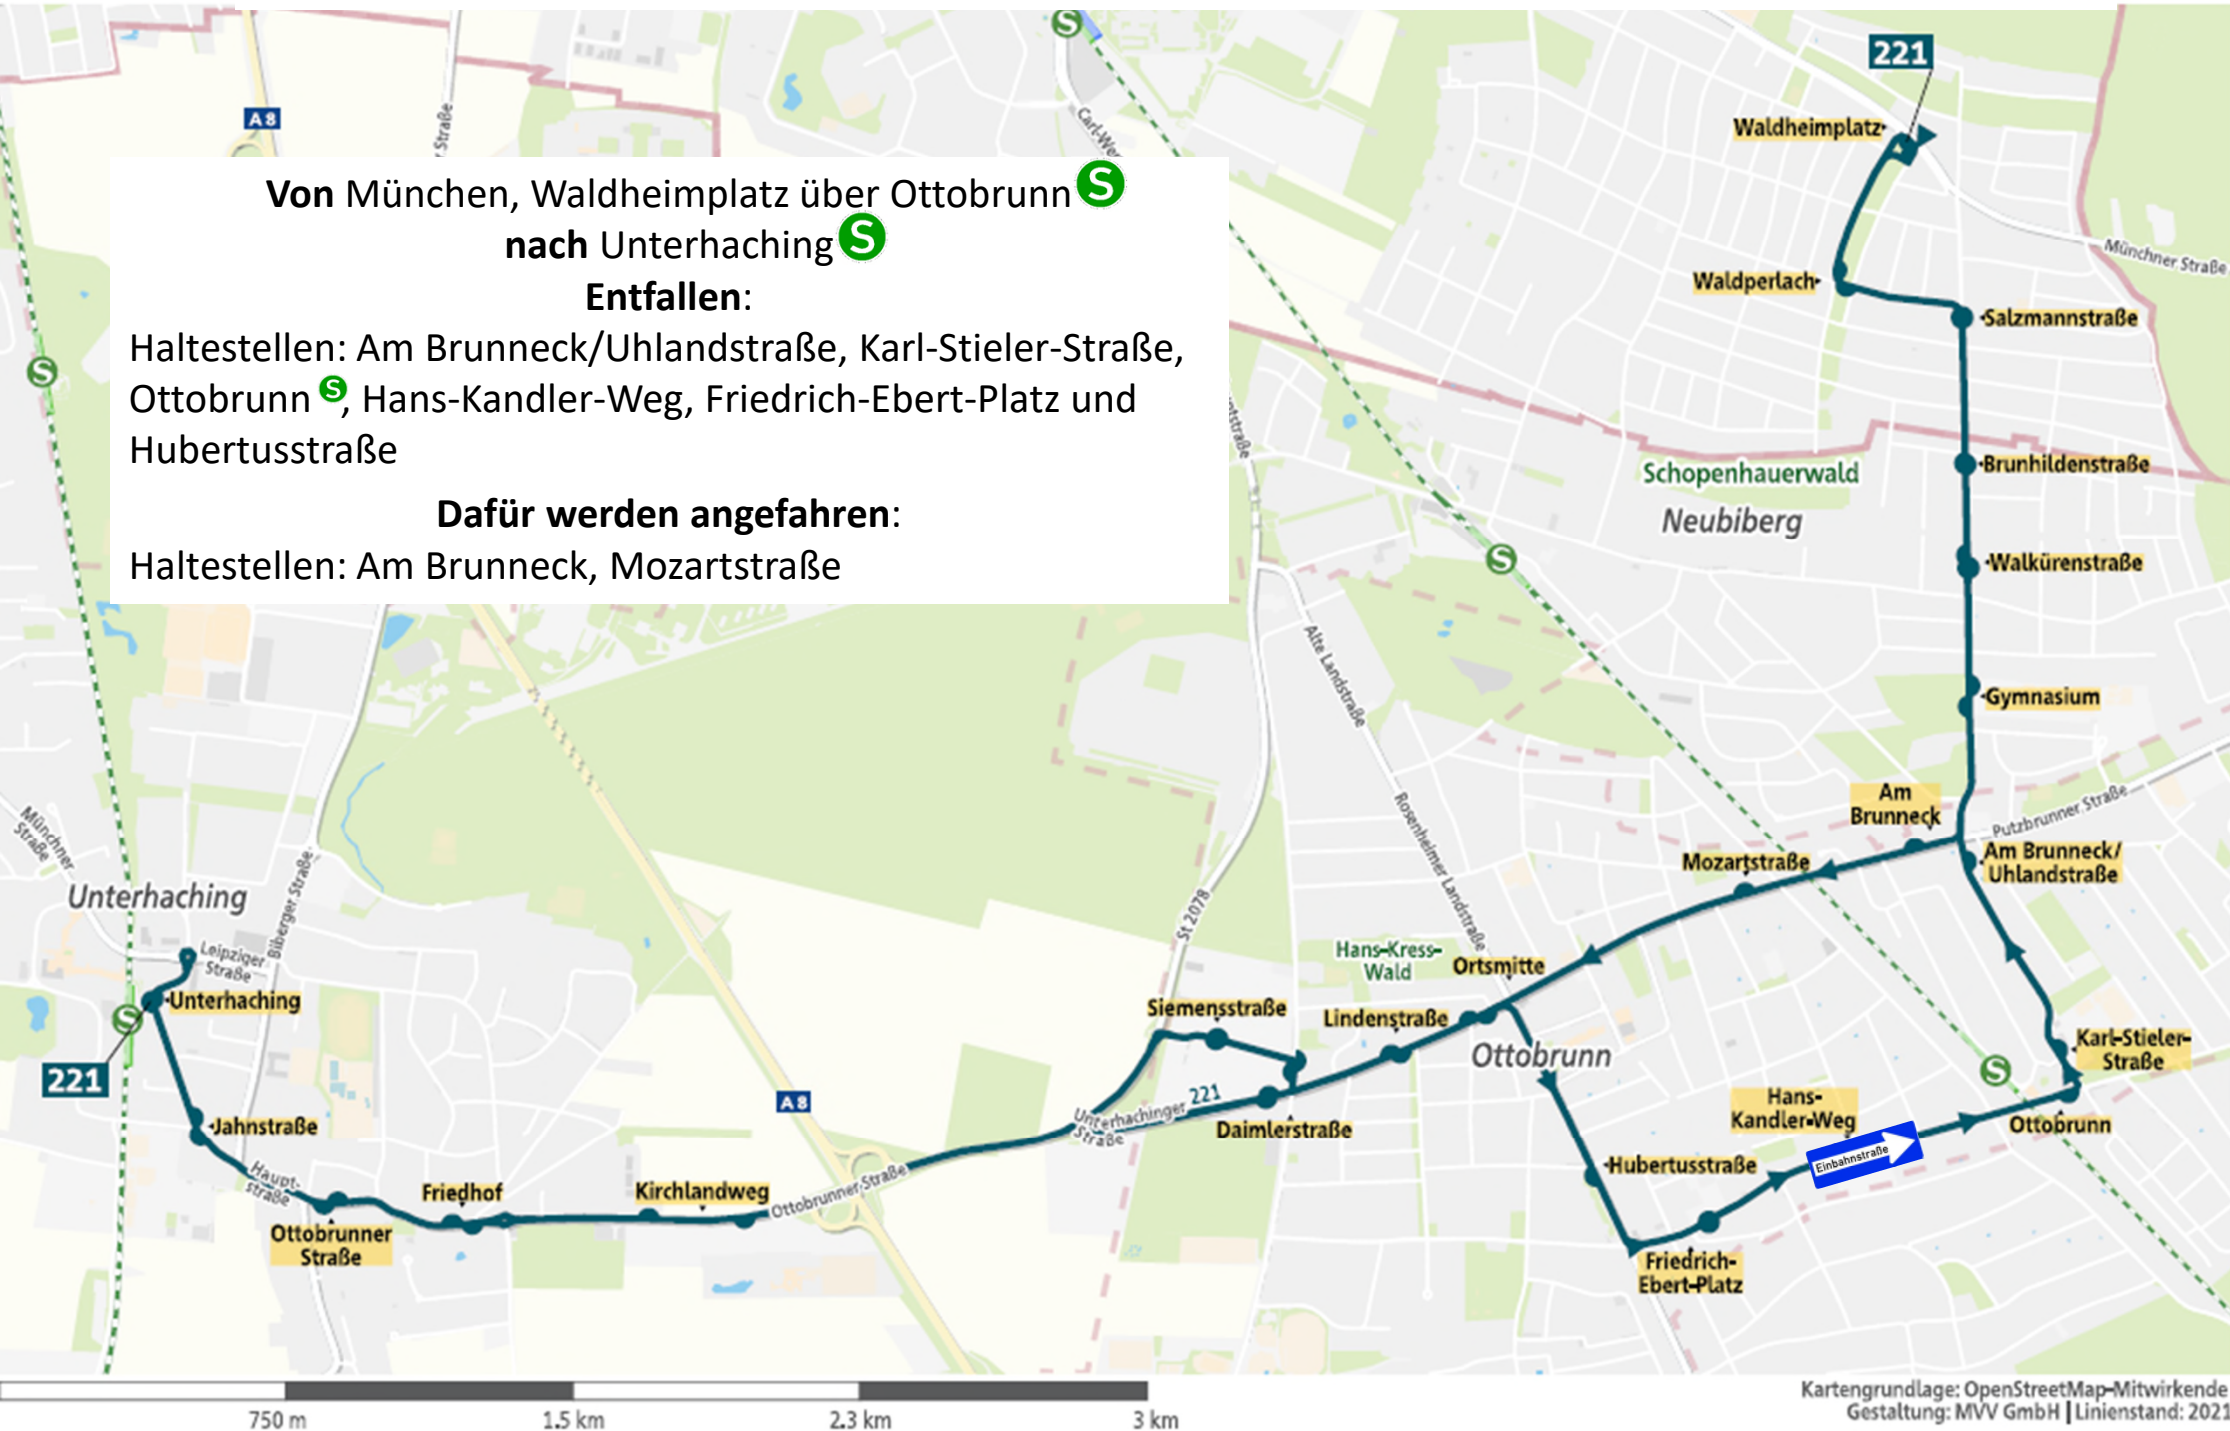 221
Waldheimplatz
A 8
Straße
Carl-We
Von München, Waldheimplatz über Ottobrunn S
nach Unterhaching S
Entfallen:
Haltestellen: Am Brunneck/Uhlandstraße, Karl-Stieler-Straße,
Ottobrunn S, Hans-Kandler-Weg, Friedrich-Ebert-Platz und
Hubertusstraße
Dafür werden angefahren:
Haltestellen: Am Brunneck, Mozartstraße
S
S
S
Münchner Straße
Waldperlach
Salzmannstraße
Brunhildenstraße
Schopenhauerwald
Neubiberg
Walkürenstraße
Gymnasium
Alte Landstraße
Rosenheimer Landstraße
Am
Brunneck
Putzbrunner Straße
Am Brunneck/
Uhlandstraße
Mozartstraße
Münchner
Straße
Unterhaching
Biberger Straße
Leipziger
Straße
Unterhaching
S
221
Jahnstraße
Haupt-
straße
Ottobrunner
Straße
Friedhof
Kirchlandweg
Ottobrunner Straße
A 8
St 2078
Hans-Kress-
Wald
Ortsmitte
Siemensstraße
Lindenstraße
Ottobrunn
Unterhachinger
Straße
221
Daimlerstraße
S
Karl-Stieler-
Straße
Hans-
Kandler-Weg
Einbahnstraße
Ottobrunn
Hubertusstraße
Friedrich-
Ebert-Platz
750 m
1.5 km
2.3 km
3 km
Kartengrundlage: OpenStreetMap-Mitwirkende
Gestaltung: MVV GmbH | Linienstand: 2021